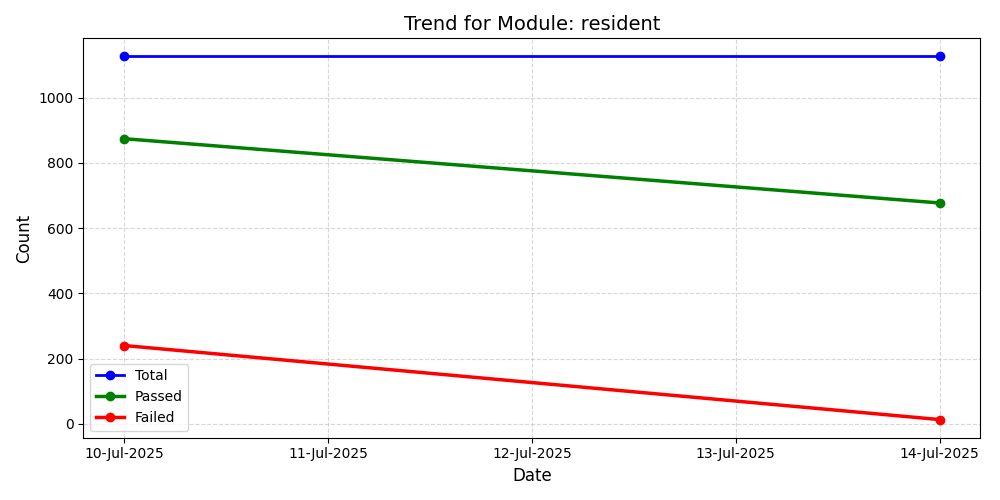 Trend for Module: resident
Count
1000
800
600
400
200
0
Total
Passed
Failed
10-Jul-2025
11-Jul-2025
12-Jul-2025
13-Jul-2025
14-Jul-2025
Date